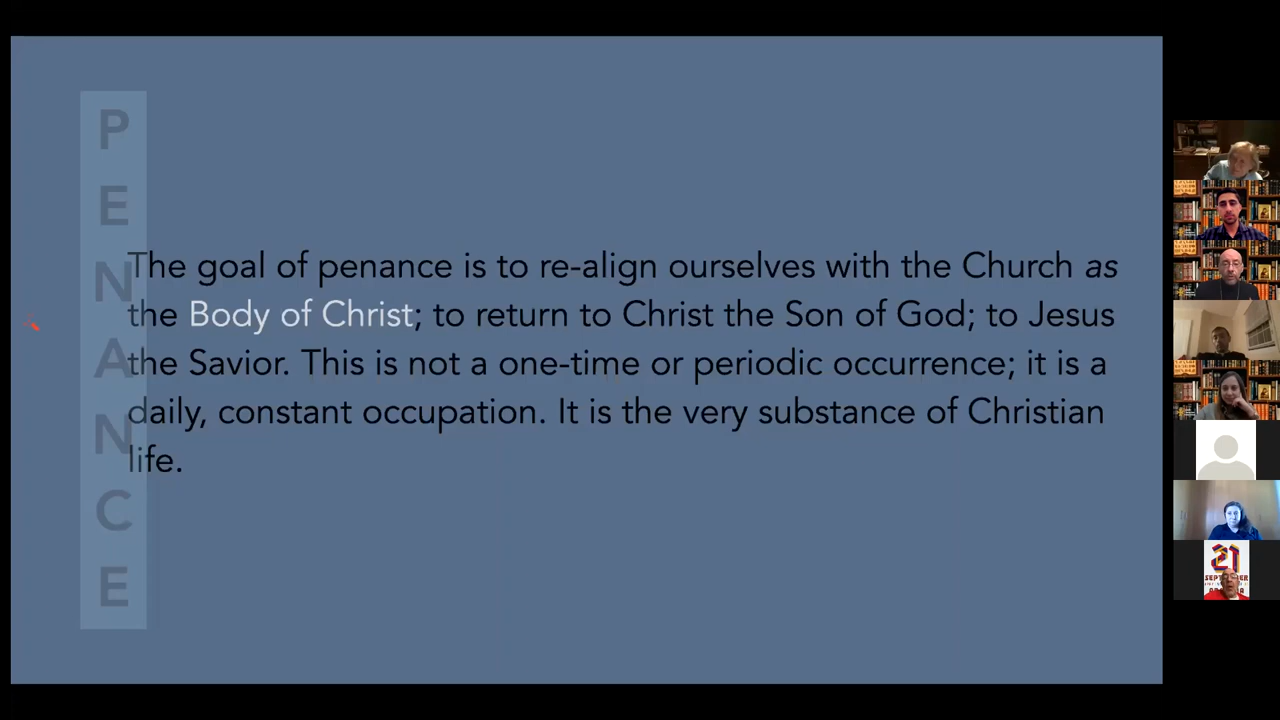 PENANCE
The goal of penance is to re-align ourselves with the Church as
the Body of Christ; to return to Christ the Son of God; to Jesus
the Savior. This is not a one-time or periodic occurrence; it is a
daily, constant occupation. It is the very substance of Christian
life.
21